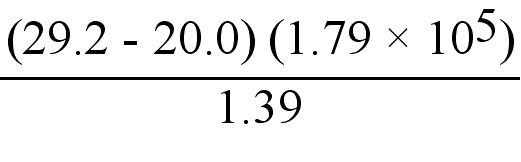 (29.2 - 20.0) (1.79 × 10⁵)
1.39